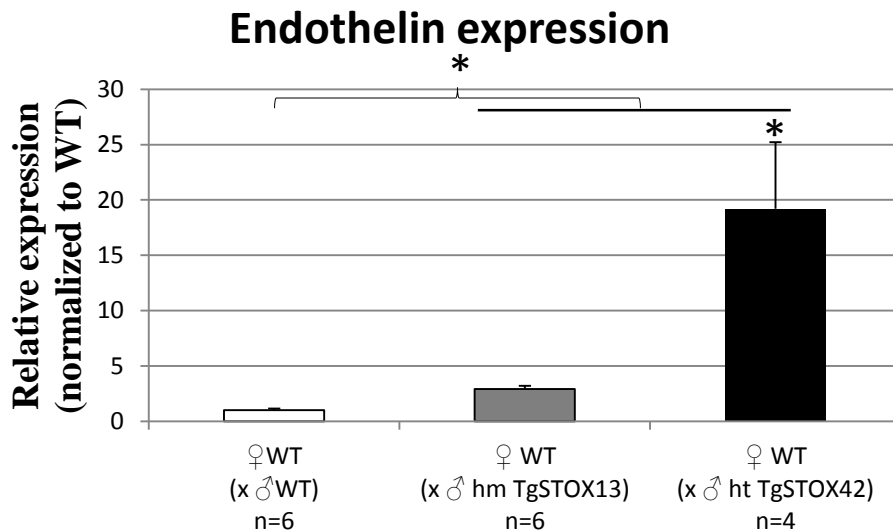 Endothelin expression
*
30
25
20
15
10
5
0
Relative expression
(normalized to WT)
*
♀WT
(x ♂WT)
n=6
♀ WT
(x ♂ hm TgSTOX13)
n=6
♀ WT
(x ♂ ht TgSTOX42)
n=4